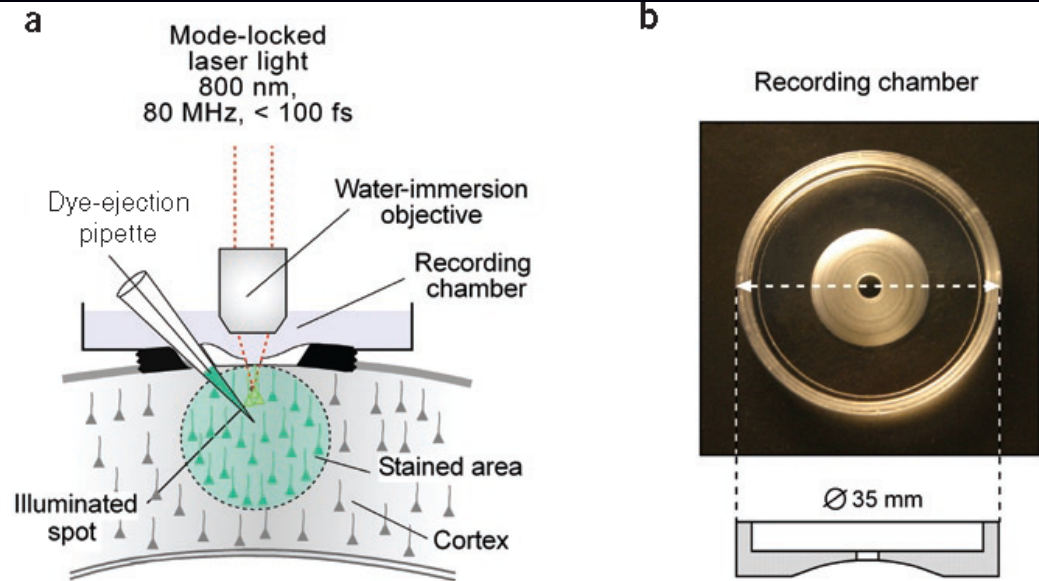 a
Mode-locked
laser light
800 nm,
80 MHz, < 100 fs
Dye-ejection
pipette
Water-immersion
objective
Recording
chamber
Stained area
Illuminated
spot
Cortex
b
Recording chamber
Ø 35 mm